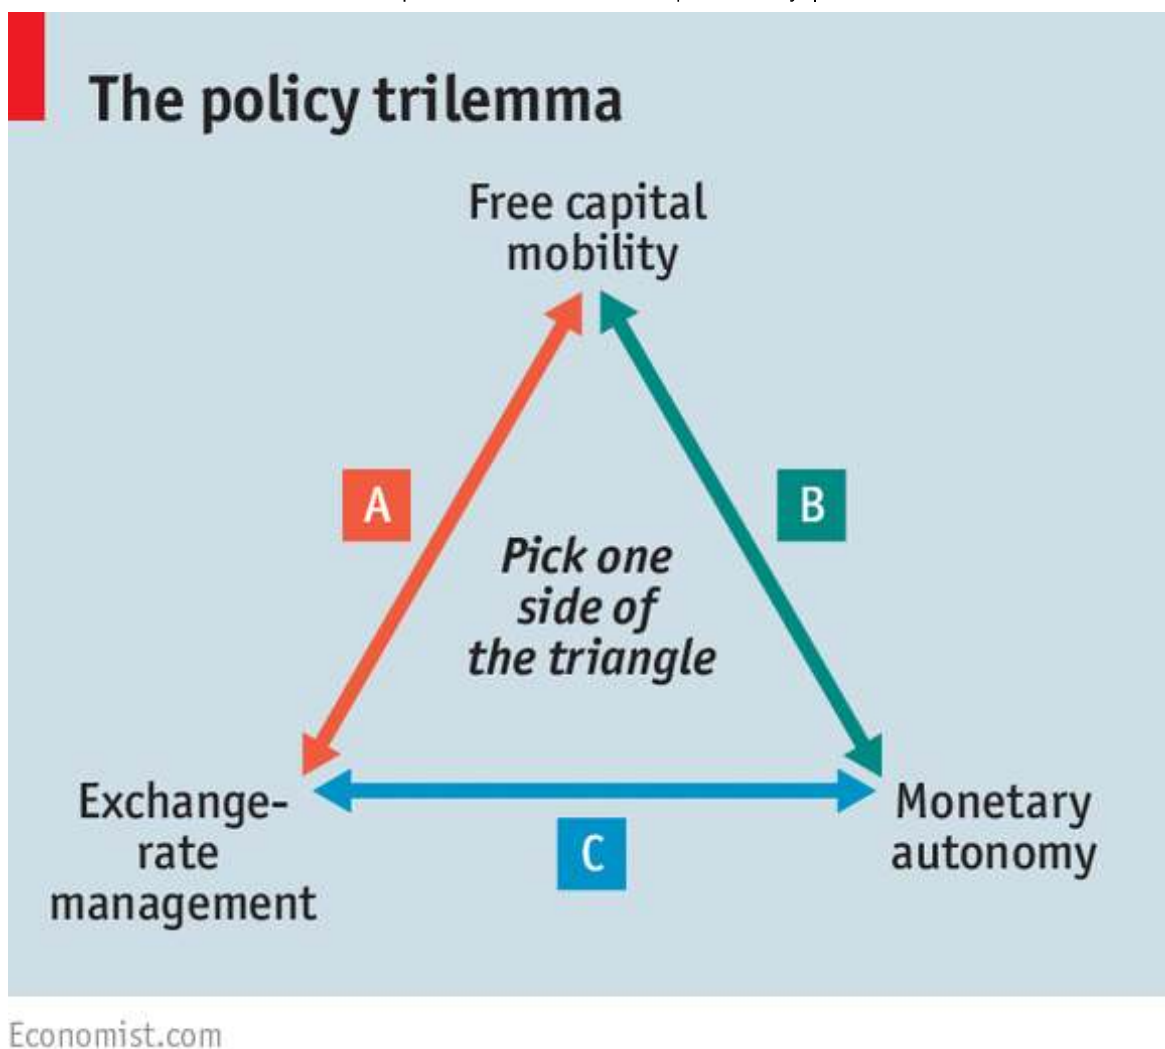 The policy trilemma
Free capital
mobility
A
B
Pick one
side of
the triangle
Exchange-
rate
management
C
Monetary
autonomy
Economist.com